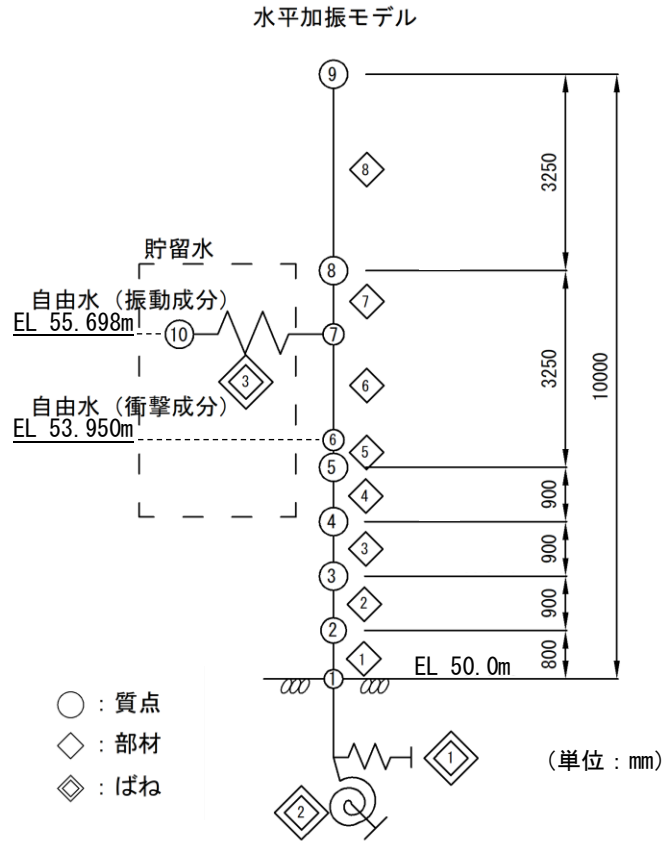 水平加振モデル
9
8
3250
貯留水
8
自由水（振動成分）
EL 55.698m
10
7
7
3
6
3250
10000
自由水（衝撃成分）
EL 53.950m
6
5
5
4
900
4
3
900
3
2
900
2
1
800
EL 50.0m
1
○ : 質点
◇ : 部材
: ばね
1
(単位 : mm)
2